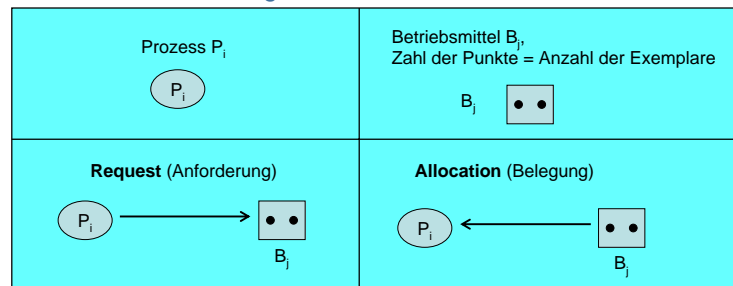 Prozess Pi
Pi
Betriebsmittel Bj,
Zahl der Punkte = Anzahl der Exemplare
Bj
Request (Anforderung)
Pi
Bj
Allocation (Belegung)
Pi
Bj